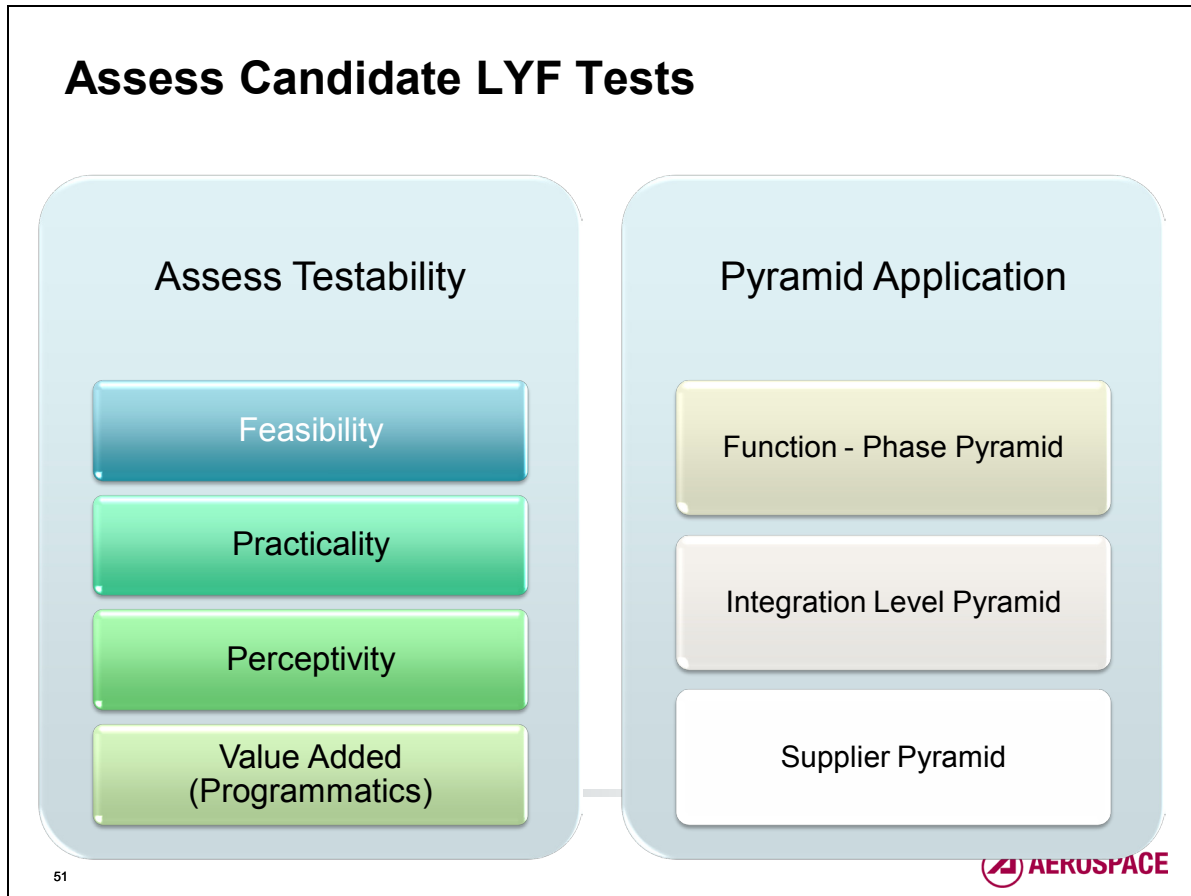 Assess Candidate LYF Tests
Assess Testability
Feasibility
Practicality
Perceptivity
Value Added
(Programmatics)
Pyramid Application
Function - Phase Pyramid
Integration Level Pyramid
Supplier Pyramid
51
AEROSPACE